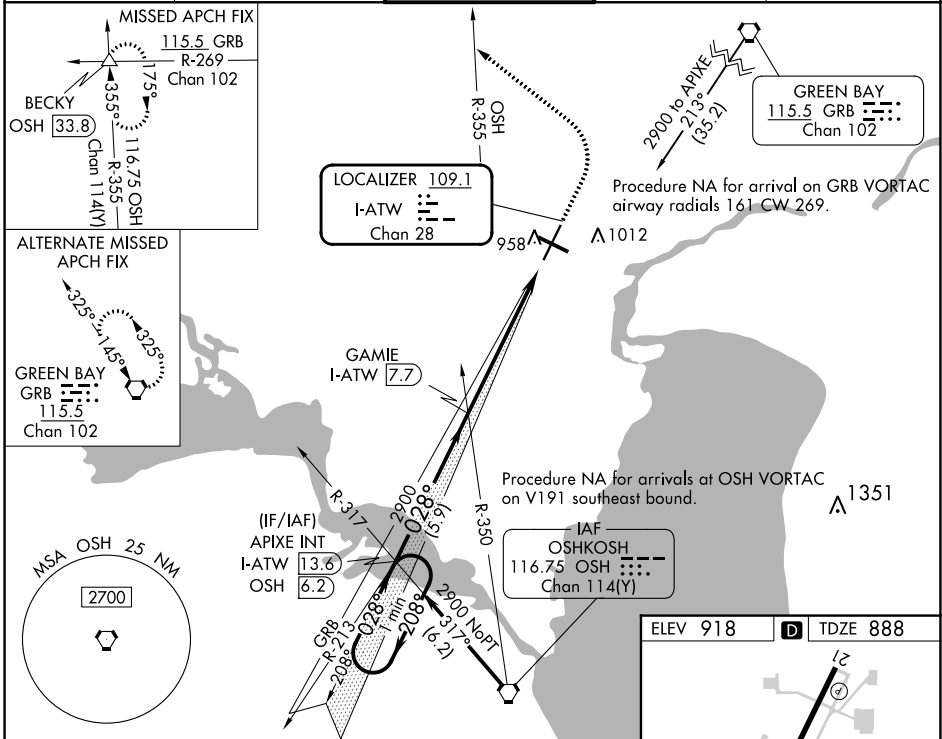 MISSED APCH FIX
115.5 GRB
R-269
Chan 102
175°
355°
BECKY
OSH 33.8
R-355
Chan 114(Y)
116.75 OSH
ALTERNATE MISSED
APCH FIX
325°
145°
325°
GREEN BAY
GRB
115.5
Chan 102
OSH
R-355
LOCALIZER 109.1
I-ATW
Chan 28
2900 to APIXE
213°
(35.2)
GREEN BAY
115.5 GRB
Chan 102
Procedure NA for arrival on GRB VORTAC
airway radials 161 CW 269.
958
1012
GAMIE
I-ATW 7.7
Procedure NA for arrivals at OSH VORTAC
on V191 southeast bound.
1351
R-317
2900
028°
(5.9)
R-350
(IF/IAF)
APIXE INT
I-ATW 13.6
OSH 6.2
IAF
OSHKOSH
116.75 OSH
Chan 114(Y)
028°
1 min
208°
2900 NoPT
317°
(6.2)
GRB
R-213
208°
MSA OSH 25 NM
2700
ELEV 918 D TDZE 888
21
P